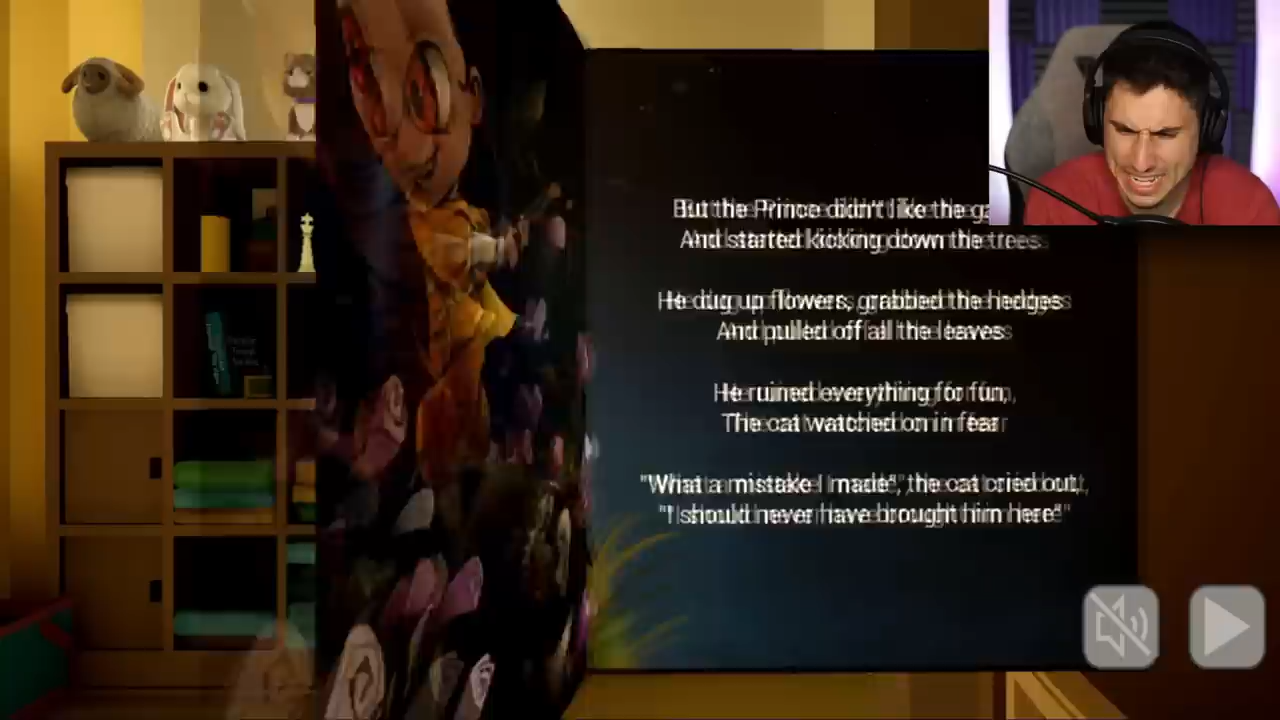 But the Prince didn't like the ga
And started kicking down the trees
He dug up flowers, grabbed the hedges
And pulled off all the leaves
He ruined everything for fun,
The cat watched on in fear
"What a mistake I made", the cat cried out,
"I should never have brought him here"